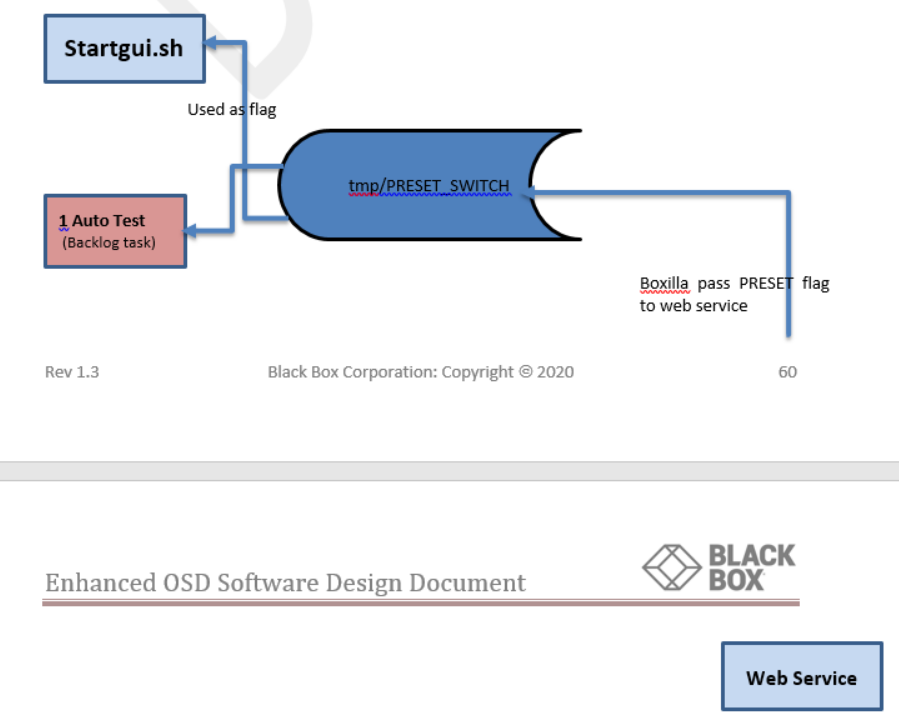 Startgui.sh
Used as flag
tmp/PRESET_SWITCH
1 Auto Test
(Backlog task)
Boxilla pass PRESET flag
to web service
Rev 1.3
Black Box Corporation: Copyright © 2020
60
Enhanced OSD Software Design Document
BLACK
BOX
Web Service